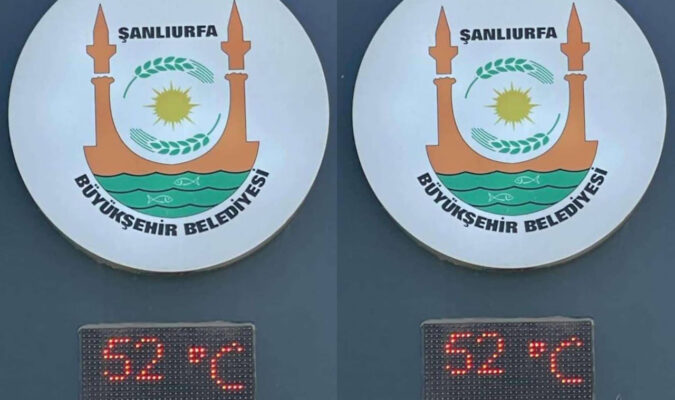 ŞANLIURFA
BÜYÜKŞEHİR BELEDİYESİ
52 °C
ŞANLIURFA
BÜYÜKŞEHİR BELEDİYESİ
52 °C